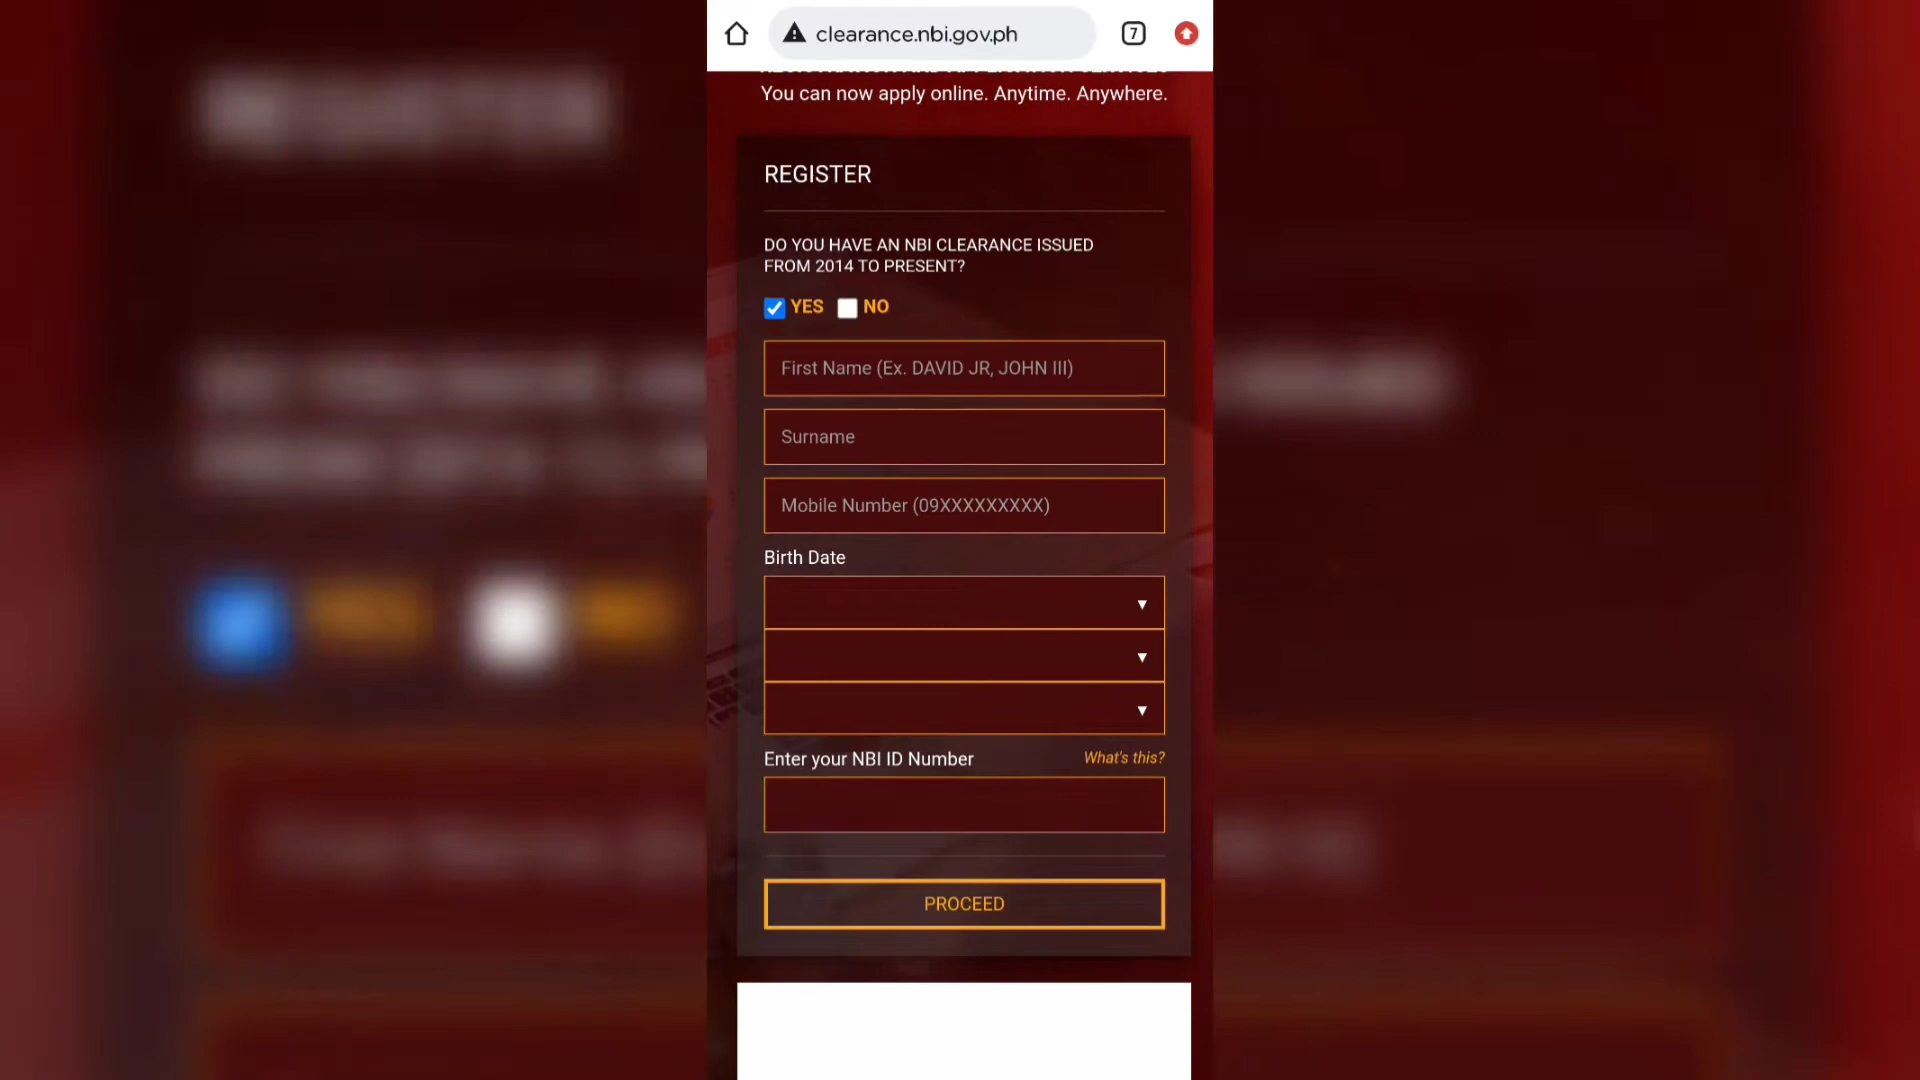 clearance.nbi.gov.ph
7
You can now apply online. Anytime. Anywhere.
REGISTER
DO YOU HAVE AN NBI CLEARANCE ISSUED
FROM 2014 TO PRESENT?
YES NO
First Name (Ex. DAVID JR, JOHN III)
Surname
Mobile Number (09XXXXXXXXX)
Birth Date
Enter your NBI ID Number What's this?
PROCEED